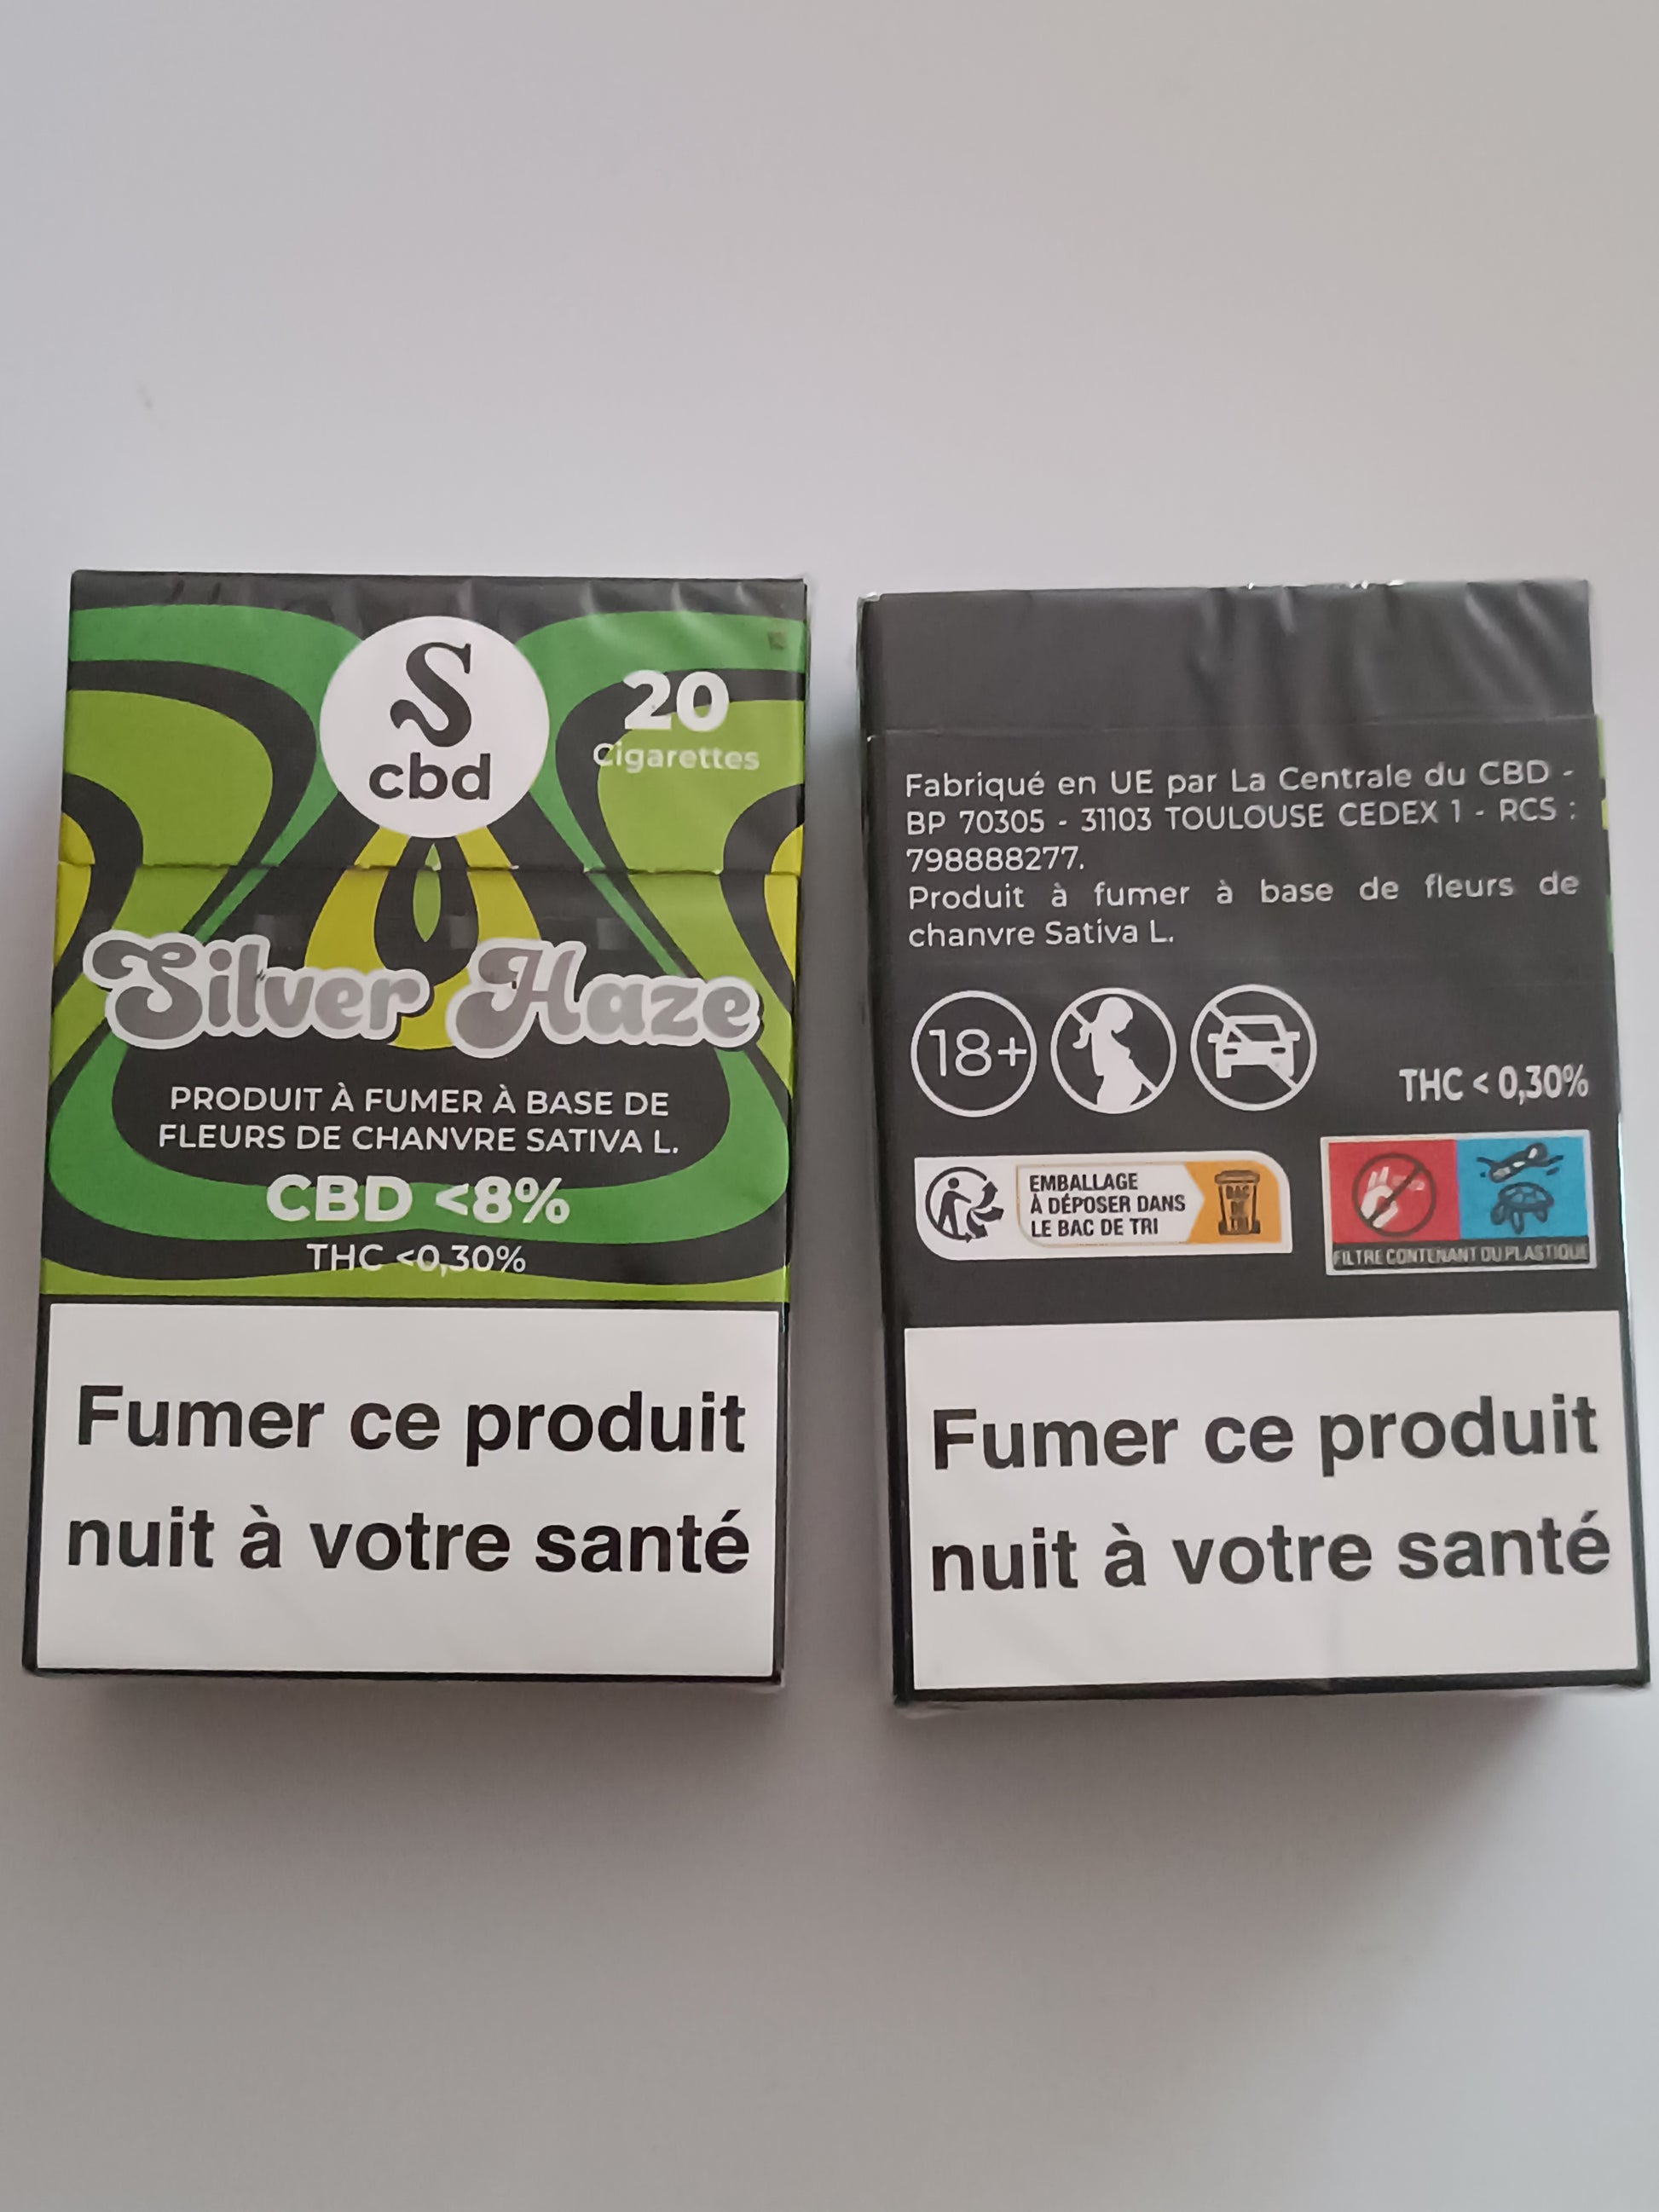 S
cbd
20
Cigarettes
Silver Haze
PRODUIT À FUMER À BASE DE
FLEURS DE CHANVRE SATIVA L.
CBD <8%
THC <0,30%
Fumer ce produit
nuit à votre santé
Fabriqué en UE par La Centrale du CBD -
BP 70305 - 31103 TOULOUSE CEDEX 1 - RCS :
798888277.
Produit à fumer à base de fleurs de
chanvre Sativa L.
18+
THC < 0,30%
EMBALLAGE
À DÉPOSER DANS
LE BAC DE TRI
BAC
DE
TRI
FILTRE CONTENANT DU PLASTIQUE
Fumer ce produit
nuit à votre santé